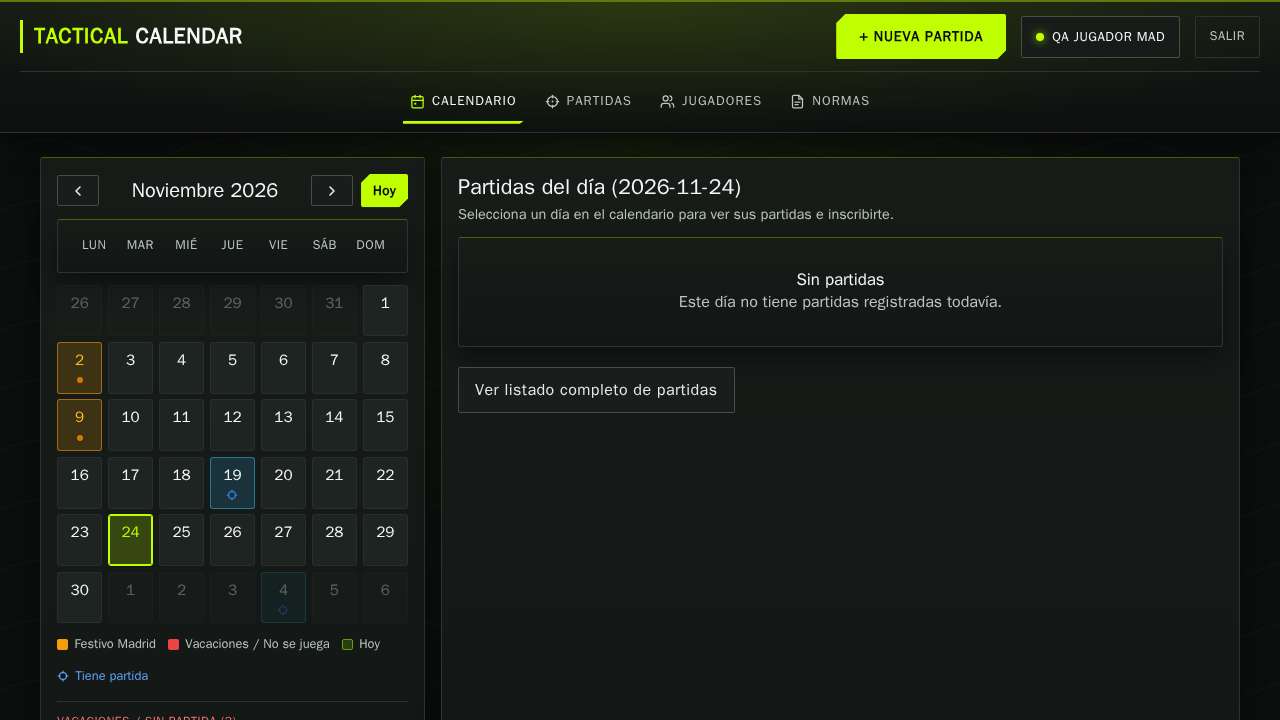 TACTICAL CALENDAR
+ NUEVA PARTIDA
QA JUGADOR MAD
SALIR
CALENDARIO
PARTIDAS
JUGADORES
NORMAS
Noviembre 2026
Hoy
LUN MAR MIÉ JUE VIE SÁB DOM
26 27 28 29 30 31 1
2 3 4 5 6 7 8
9 10 11 12 13 14 15
16 17 18 19 20 21 22
23 24 25 26 27 28 29
30 1 2 3 4 5 6
Festivo Madrid
Vacaciones / No se juega
Hoy
Tiene partida
VACACIONES / SIN PARTIDA (2)
Partidas del día (2026-11-24)
Selecciona un día en el calendario para ver sus partidas e inscribirte.
Sin partidas
Este día no tiene partidas registradas todavía.
Ver listado completo de partidas